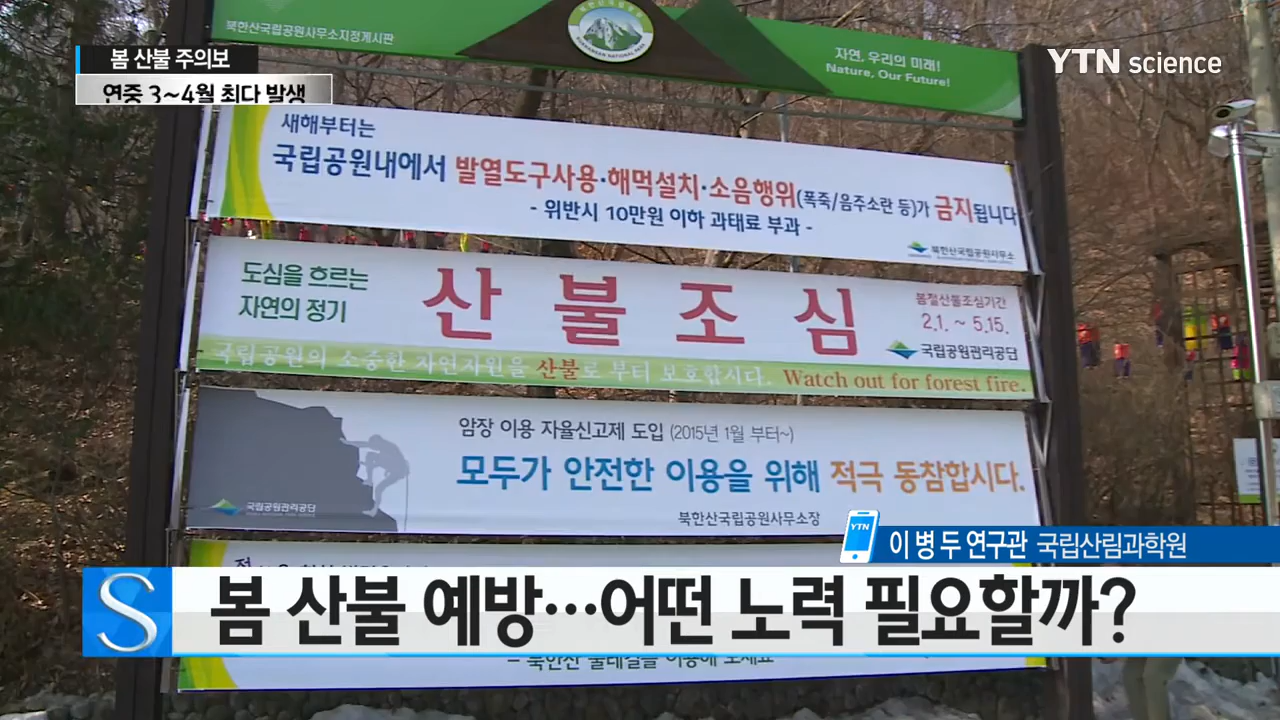 북한산국립공원사무소지정게시판
자연, 우리의 미래!
Nature, Our Future!
YTN science
봄 산불 주의보
연중 3~4월 최다 발생
새해부터는
국립공원내에서 발열도구사용·해먹설치·소음행위(폭죽/음주소란 등)가 금지됩니다
- 위반시 10만원 이하 과태료 부과 -
북한산국립공원사무소
도심을 흐르는
자연의 정기
산불조심
봄철산불조심기간
2.1. ~ 5.15.
국립공원관리공단
국립공원의 소중한 자연자원을 산불로 부터 보호합시다. Watch out for forest fire.
암장 이용 자율신고제 도입 (2015년 1월 부터~)
모두가 안전한 이용을 위해 적극 동참합시다.
국립공원관리공단
북한산국립공원사무소장
YTN
이병두 연구관 국립산림과학원
S
봄 산불 예방…어떤 노력 필요할까?
- 북한산 둘레길을 이용해 보세요